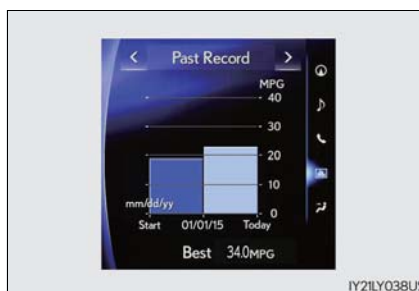 < Past Record >
MPG
40
30
20
10
0
mm/dd/yy
Start 01/01/15 Today
Best 34.0MPG
IY21LY038US